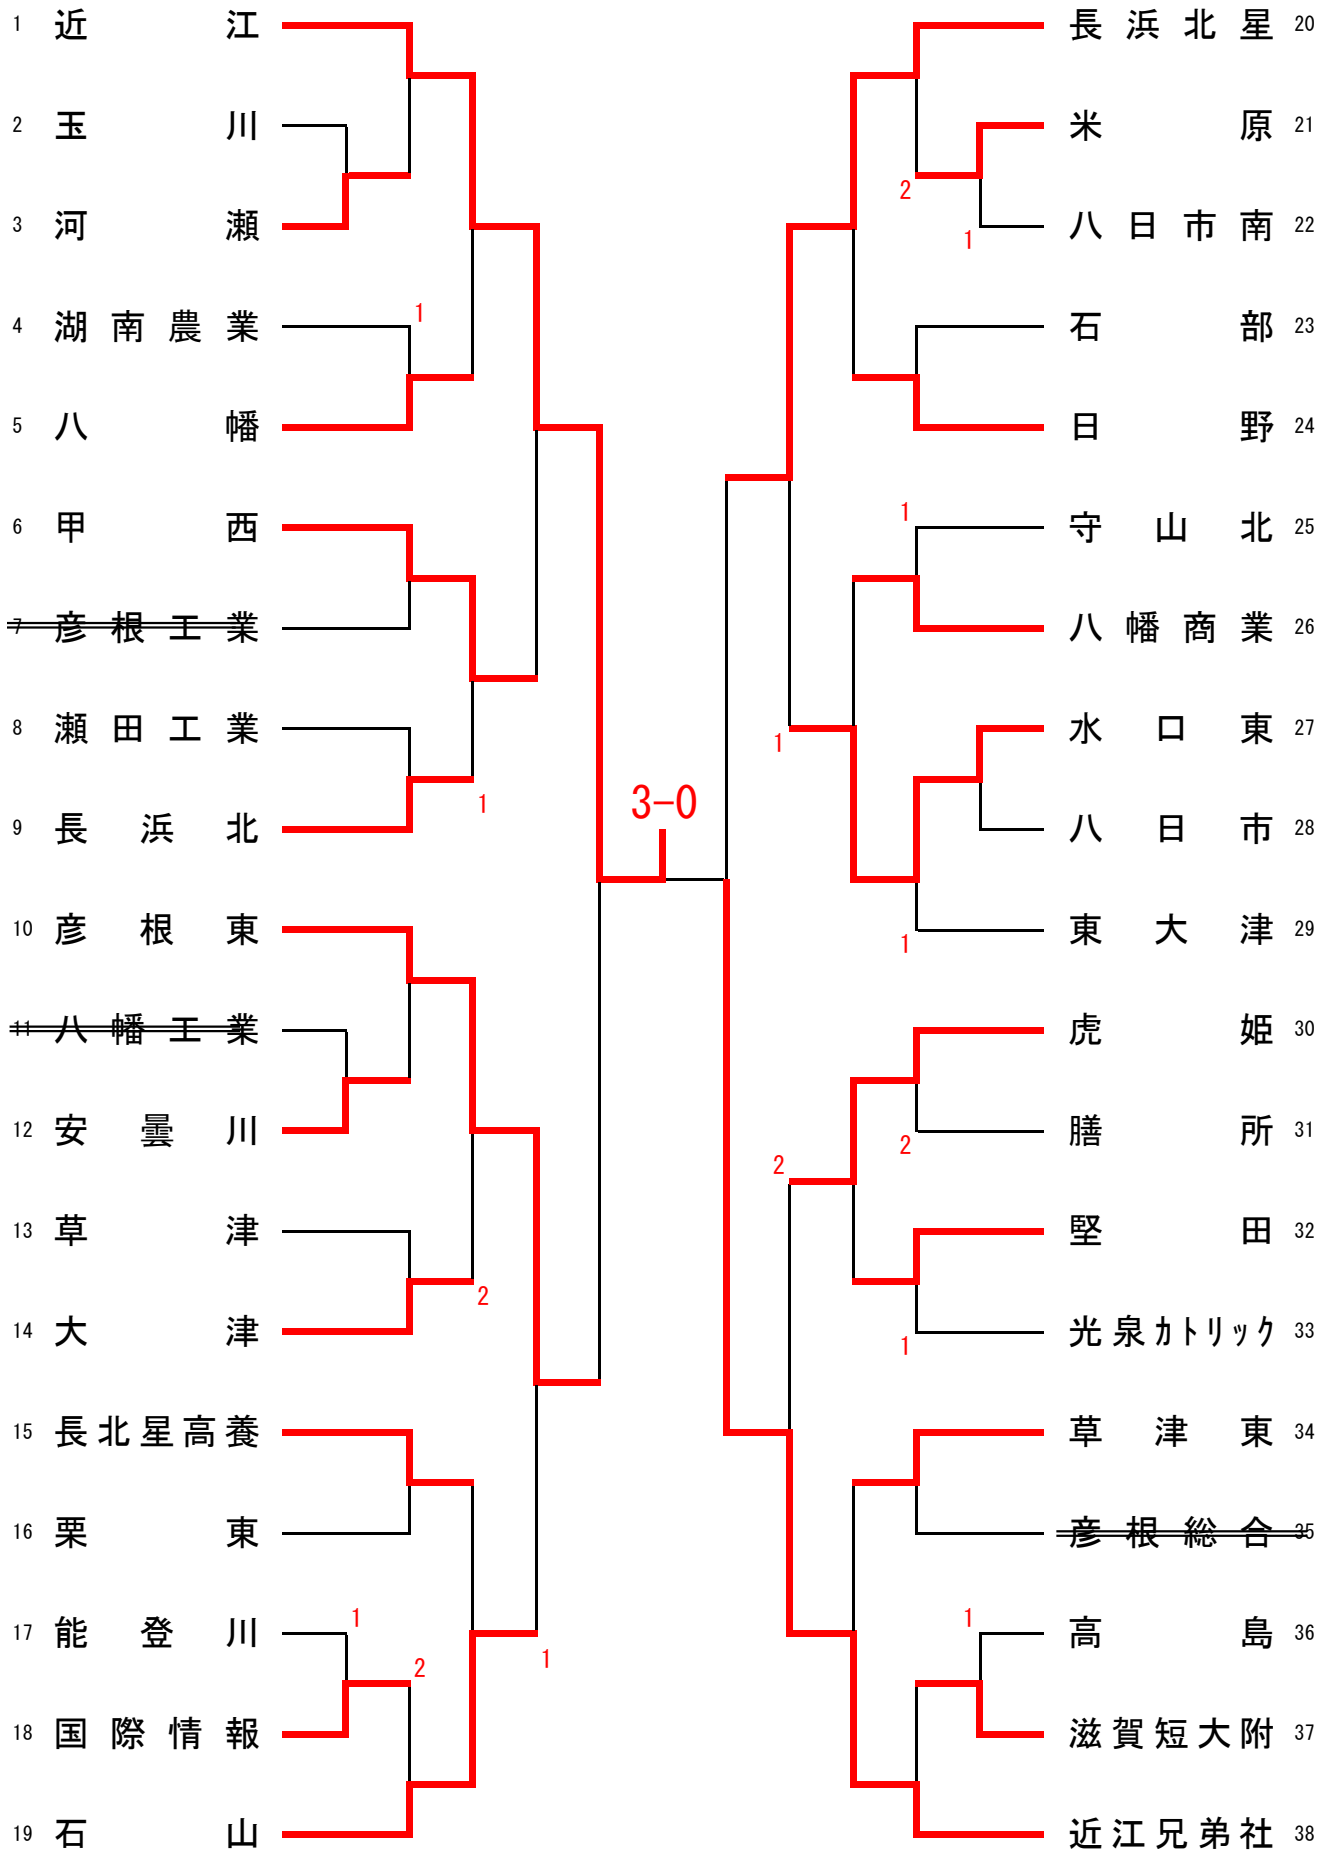 1 近江
2 玉川
3 河瀬
1
4 湖南農業
5 八幡
6 甲西
7 彦根工業
8 瀬田工業
1
9 長浜北
10 彦根東
11 八幡工業
12 安曇川
13 草津
2
14 大津
15 長北星高養
16 栗東
1
17 能登川
1
2
18 国際情報
19 石山
3-0
長浜北星 20
米原 21
2
八日市南 22
1
石部 23
日野 24
1
守山北 25
八幡商業 26
水口東 27
1
八日市 28
東大津 29
1
虎姫 30
膳所 31
2
2
堅田 32
光泉カトリック 33
1
草津東 34
彦根総合 35
1
高島 36
滋賀短大附 37
近江兄弟社 38